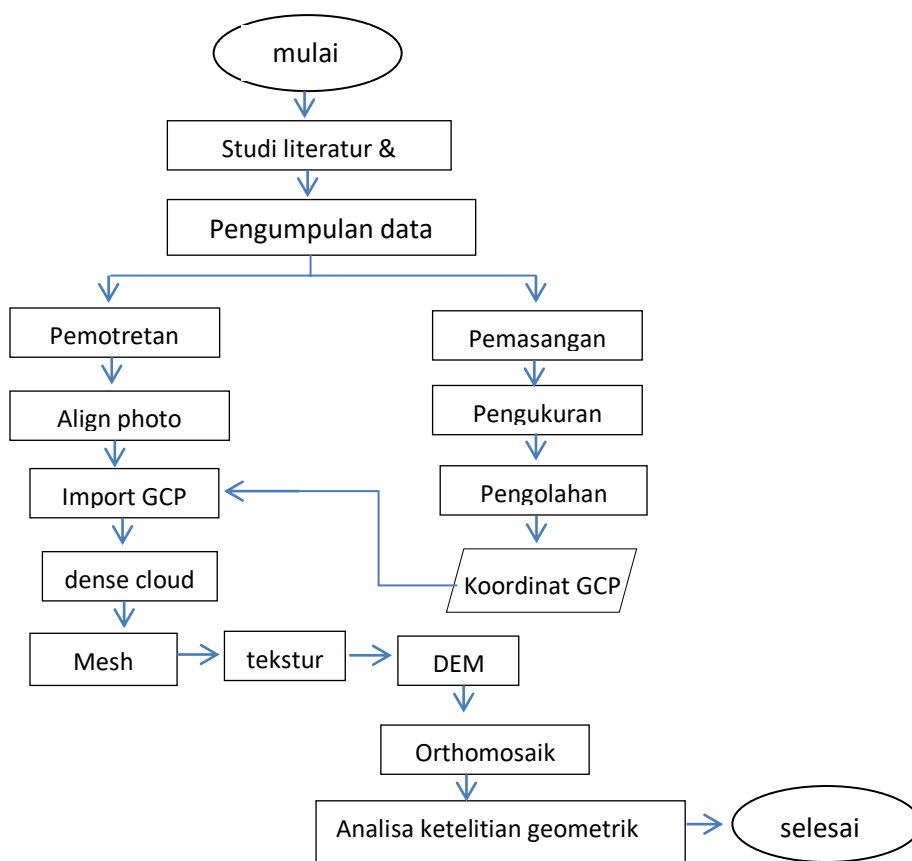 mulai
Studi literatur &
Pengumpulan data
Pemotretan
Pemasangan
Align photo
Pengukuran
Import GCP
Pengolahan
dense cloud
Koordinat GCP
Mesh
tekstur
DEM
Orthomosaik
Analisa ketelitian geometrik
selesai